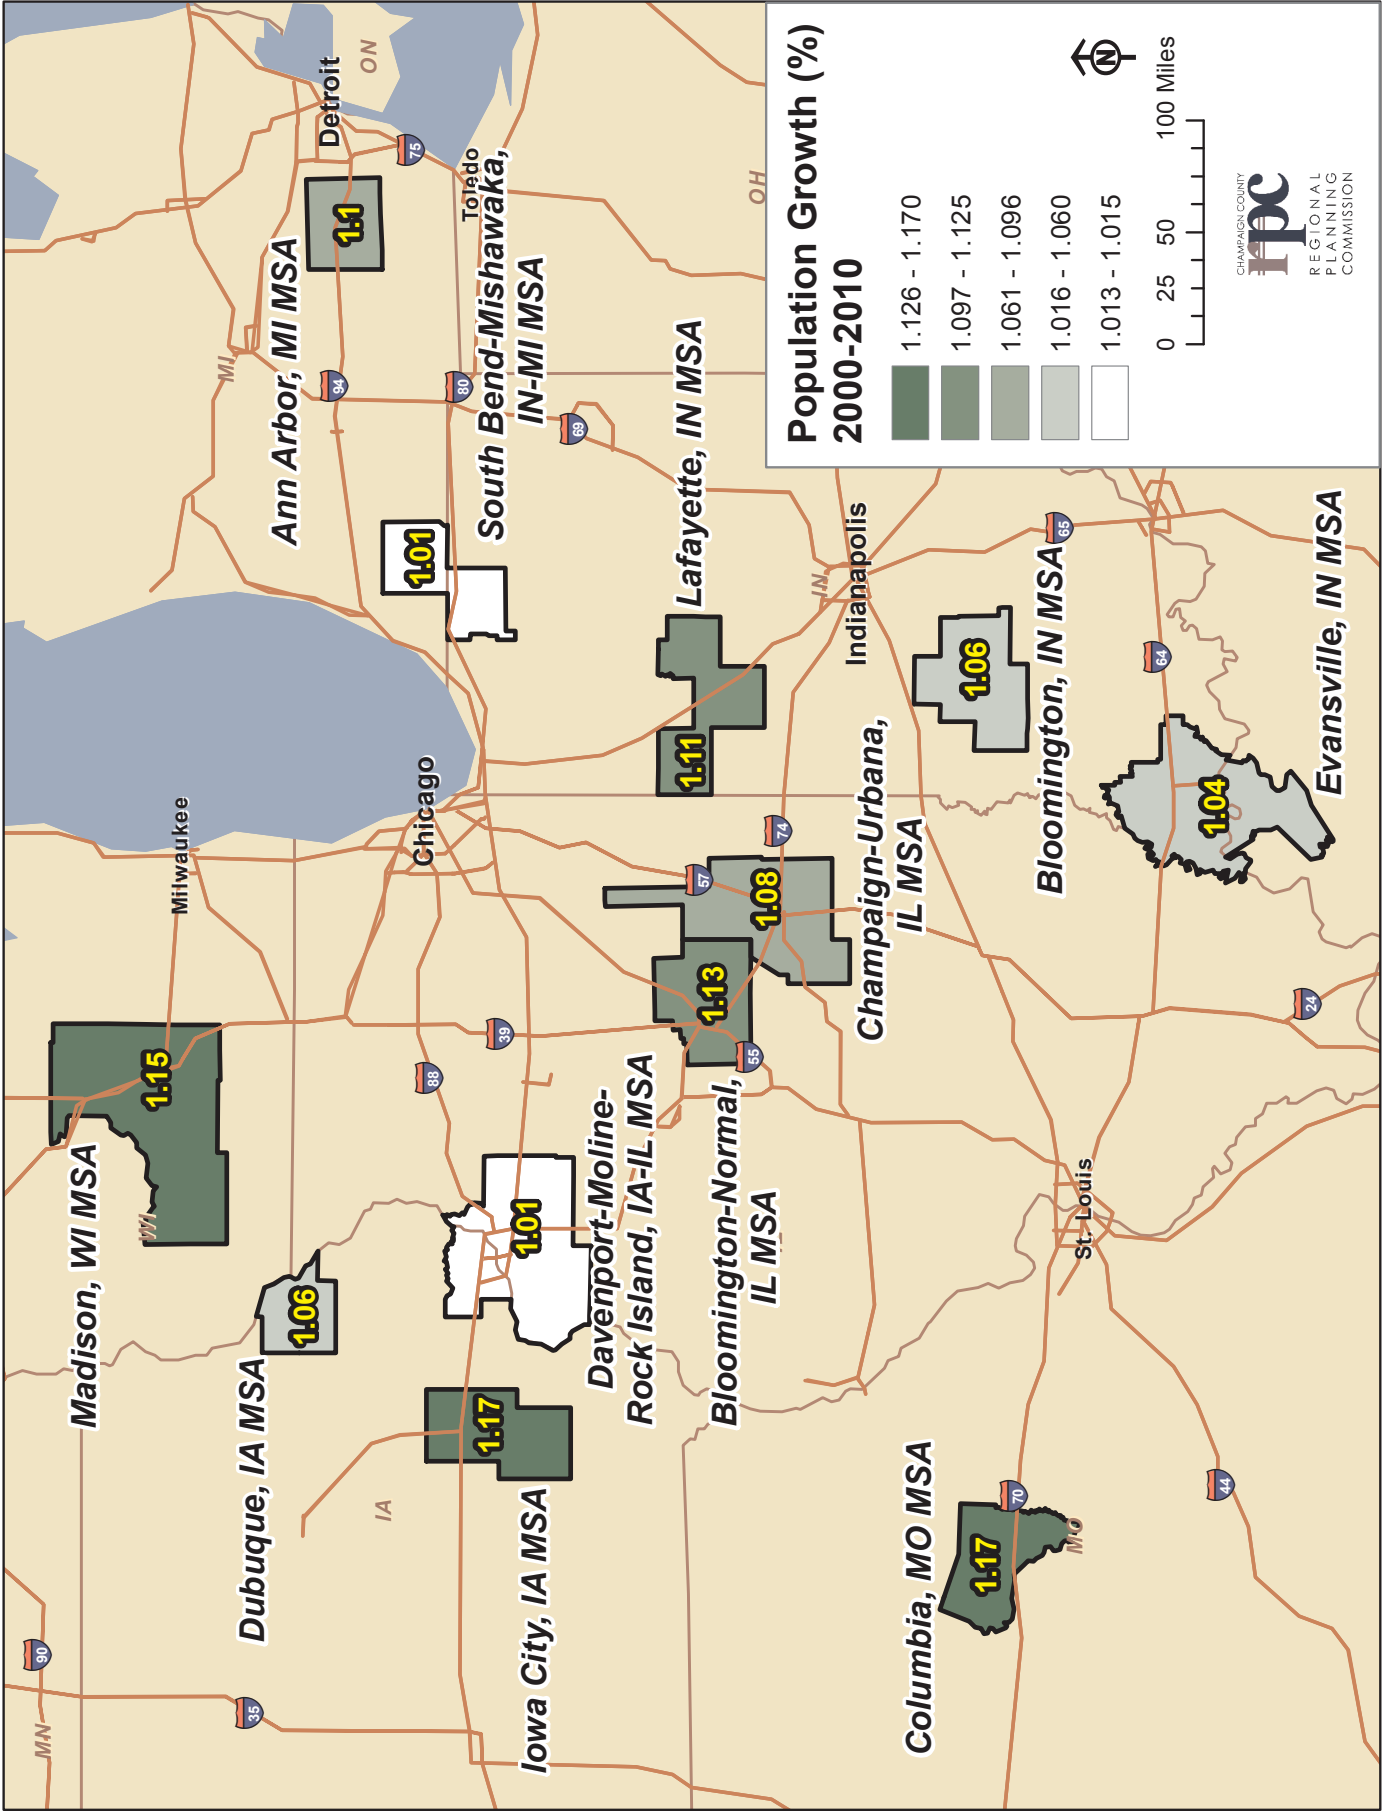 MN
90
35
Madison, WI MSA
WI
1.15
Milwaukee
Dubuque, IA MSA
1.06
IA
Iowa City, IA MSA
1.17
1.01
Davenport-Moline-
Rock Island, IA-IL MSA
88
39
Chicago
Bloomington-Normal,
IL MSA
1.13
55
57
1.08
74
Champaign-Urbana,
IL MSA
Columbia, MO MSA
1.17
70
MO
44
St. Louis
24
MI
Ann Arbor, MI MSA
1.1
94
Detroit
ON
75
Toledo
80
South Bend-Mishawaka,
IN-MI MSA
1.01
69
OH
Lafayette, IN MSA
1.11
IN
Indianapolis
1.06
Bloomington, IN MSA
65
64
1.04
Evansville, IN MSA
Population Growth (%)
2000-2010
1.126 - 1.170
1.097 - 1.125
1.061 - 1.096
1.016 - 1.060
1.013 - 1.015
N
0 25 50 100 Miles
CHAMPAIGN COUNTY
rpc
REGIONAL
PLANNING
COMMISSION